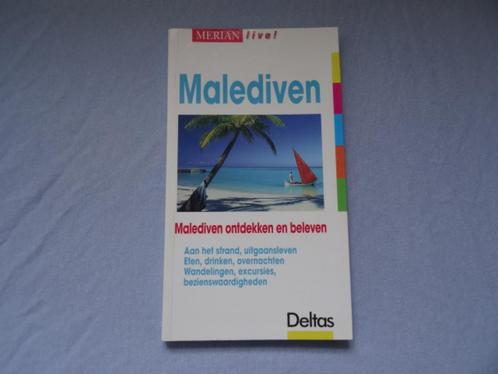 MERIAN live!
Malediven
Malediven ontdekken en beleven
Aan het strand, uitgaansleven
Eten, drinken, overnachten
Wandelingen, excursies,
bezienswaardigheden
Deltas